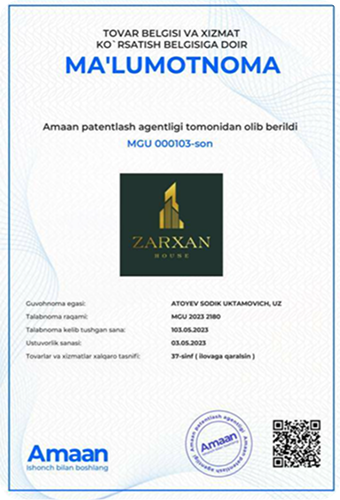 TOVAR BELGISI VA XIZMAT
KO`RSATISH BELGISIGA DOIR
MA'LUMOTNOMA
Amaan patentlash agentligi tomonidan olib berildi
MGU 000103-son
ZARXAN
HOUSE
Guvohnoma egasi: ATOYEV SODIK UKTAMOVICH, UZ
Talabnoma raqami: MGU 2023 2180
Talabnoma kelib tushgan sana: 103.05.2023
Ustuvorlik sanasi: 03.05.2023
Tovarlar va xizmatlar xalqaro tasnifi: 37-sinf ( ilovaga qaralsin )
Amaan patentlash agentligi
Amaan
Amaan patentlash agentligi
Amaan
Ishonch bilan boshlang